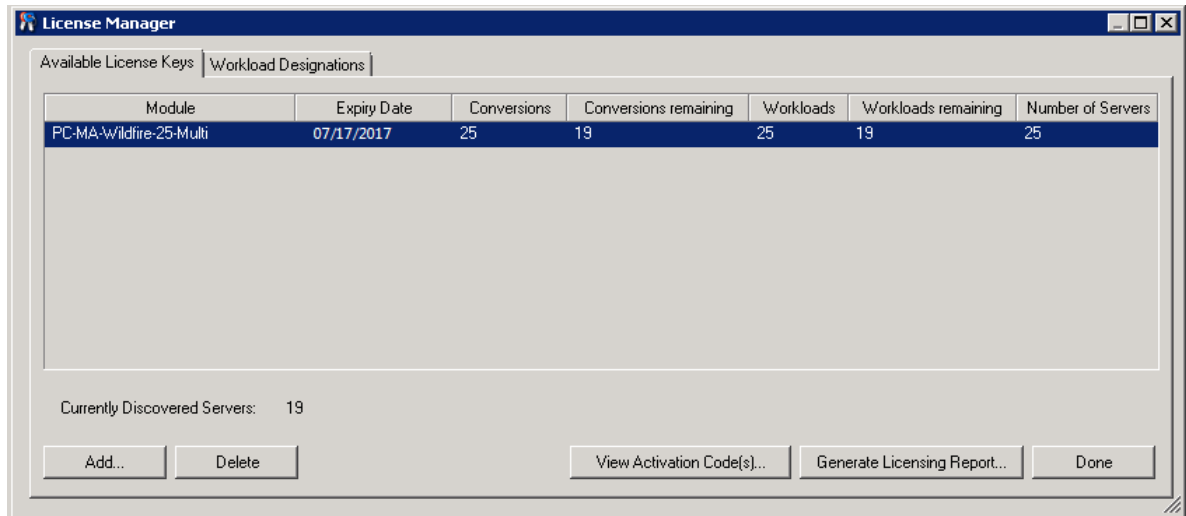 License Manager
Available License Keys Workload Designations
Module Expiry Date Conversions Conversions remaining Workloads Workloads remaining Number of Servers
PC-MA-Wildfire-25-Multi 07/17/2017 25 19 25 19 25
Currently Discovered Servers: 19
Add... Delete View Activation Code(s)... Generate Licensing Report... Done